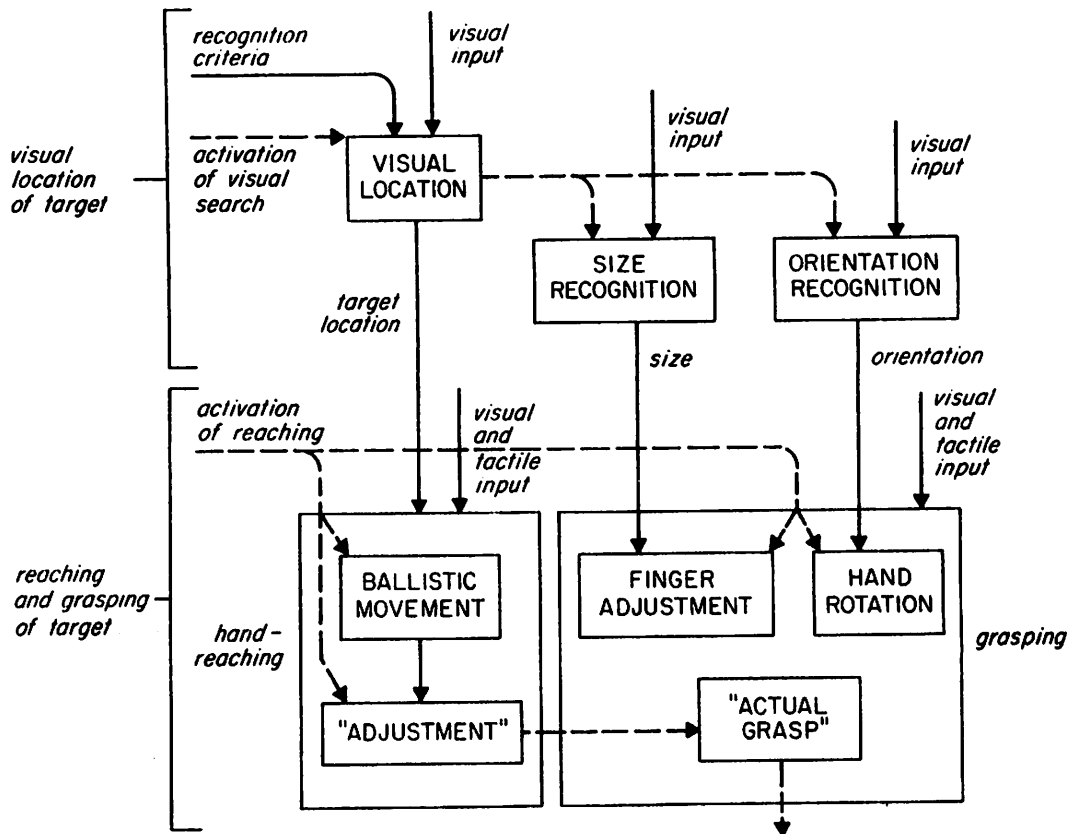 recognition
criteria
visual
input
activation
of visual
search
visual
location
of target
VISUAL
LOCATION
visual
input
visual
input
SIZE
RECOGNITION
ORIENTATION
RECOGNITION
target
location
size
orientation
activation
of reaching
visual
and
tactile
input
visual
and
tactile
input
reaching
and grasping
of target
hand-
reaching
BALLISTIC
MOVEMENT
"ADJUSTMENT"
FINGER
ADJUSTMENT
HAND
ROTATION
grasping
"ACTUAL
GRASP"